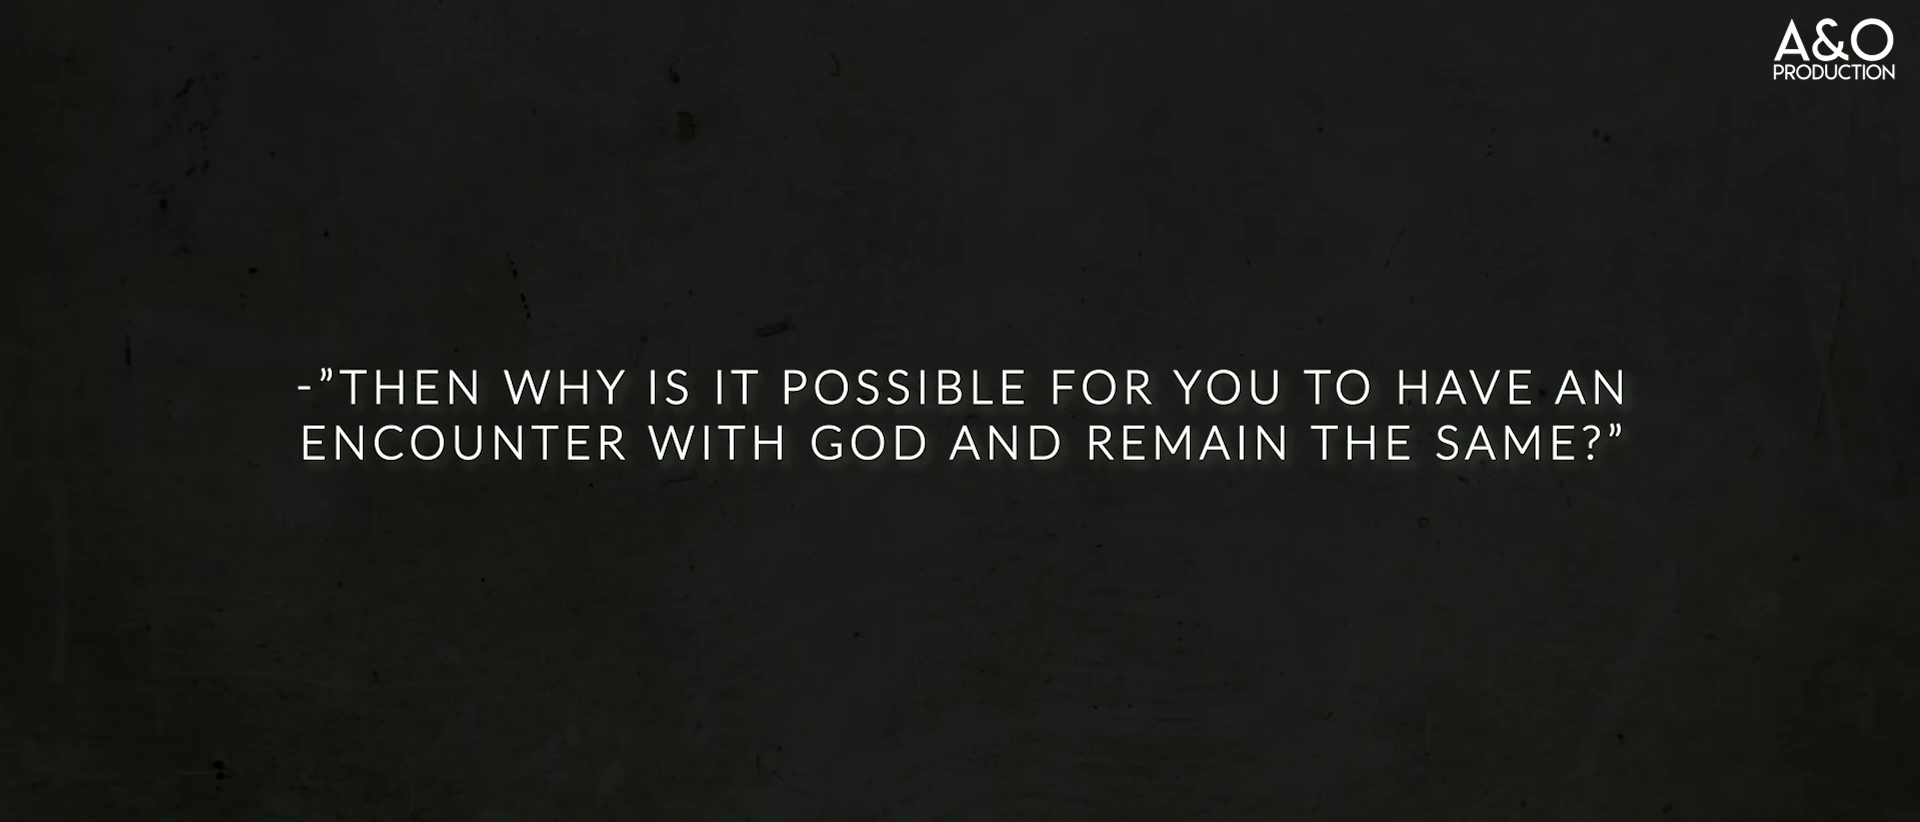 A&O
PRODUCTION
-”THEN WHY IS IT POSSIBLE FOR YOU TO HAVE AN
ENCOUNTER WITH GOD AND REMAIN THE SAME?”